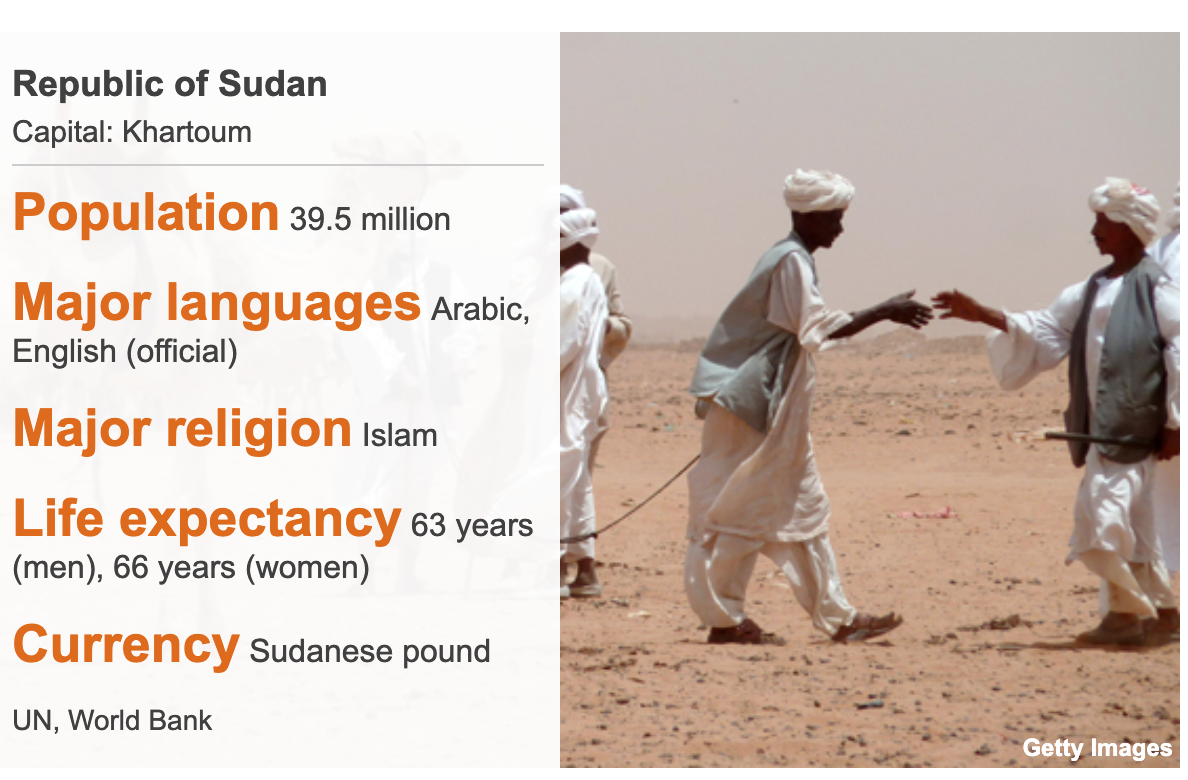 Republic of Sudan
Capital: Khartoum
Population 39.5 million
Major languages Arabic,
English (official)
Major religion Islam
Life expectancy 63 years
(men), 66 years (women)
Currency Sudanese pound
UN, World Bank
Getty Images